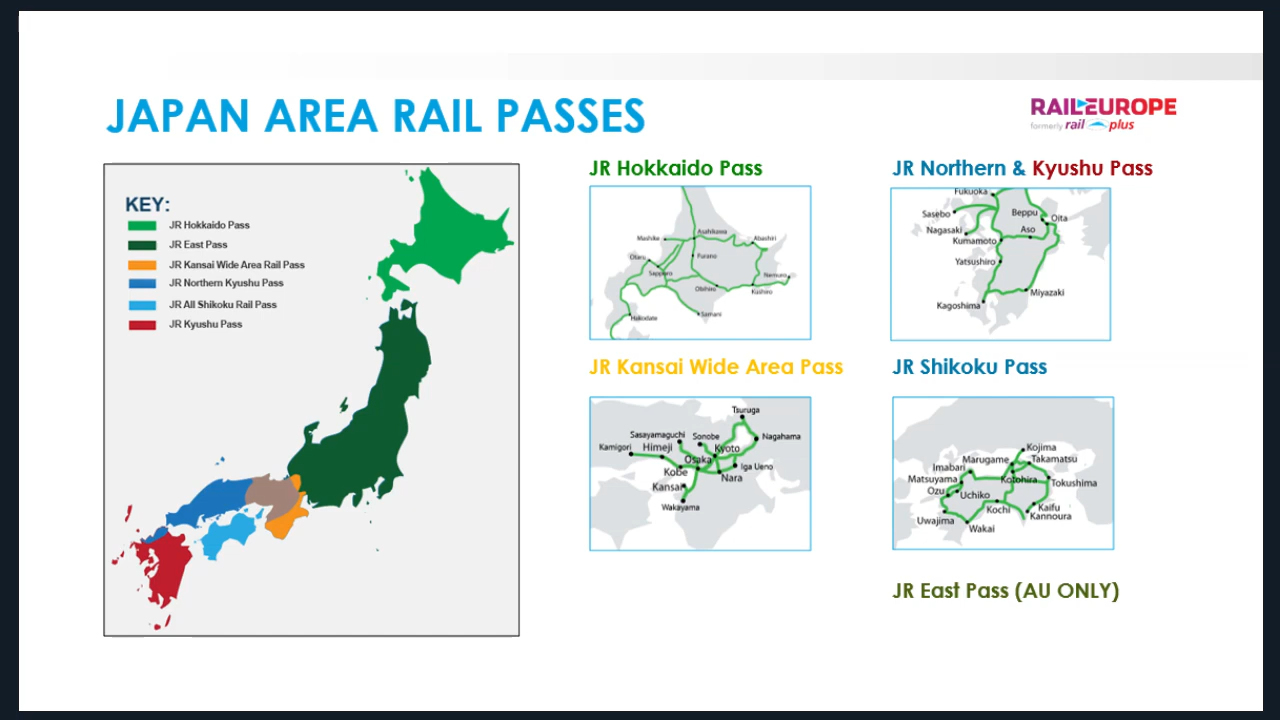 JAPAN AREA RAIL PASSES
RAILEUROPE
formerly rail plus
KEY:
JR Hokkaido Pass
JR East Pass
JR Kansai Wide Area Rail Pass
JR Northern Kyushu Pass
JR All Shikoku Rail Pass
JR Kyushu Pass
JR Hokkaido Pass
Asahikawa
Mashike
Abashiri
Otaru
Furano
Sapporo
Nemuro
Obihiro
Kushiro
Hakodate
Samani
JR Northern & Kyushu Pass
Fukuoka
Sasebo
Beppu
Oita
Nagasaki
Aso
Kumamoto
Yatsushiro
Miyazaki
Kagoshima
JR Kansai Wide Area Pass
Tsuruga
Sasayamaguchi
Sonobe
Nagahama
Kamigori
Himeji
Kyoto
Osaka
Iga Ueno
Kobe
Nara
Kansai
Wakayama
JR Shikoku Pass
Kojima
Marugame
Takamatsu
Imabari
Matsuyama
Kotohira
Tokushima
Ozu
Uchiko
Kochi
Kaifu
Kannoura
Uwajima
Wakai
JR East Pass (AU ONLY)